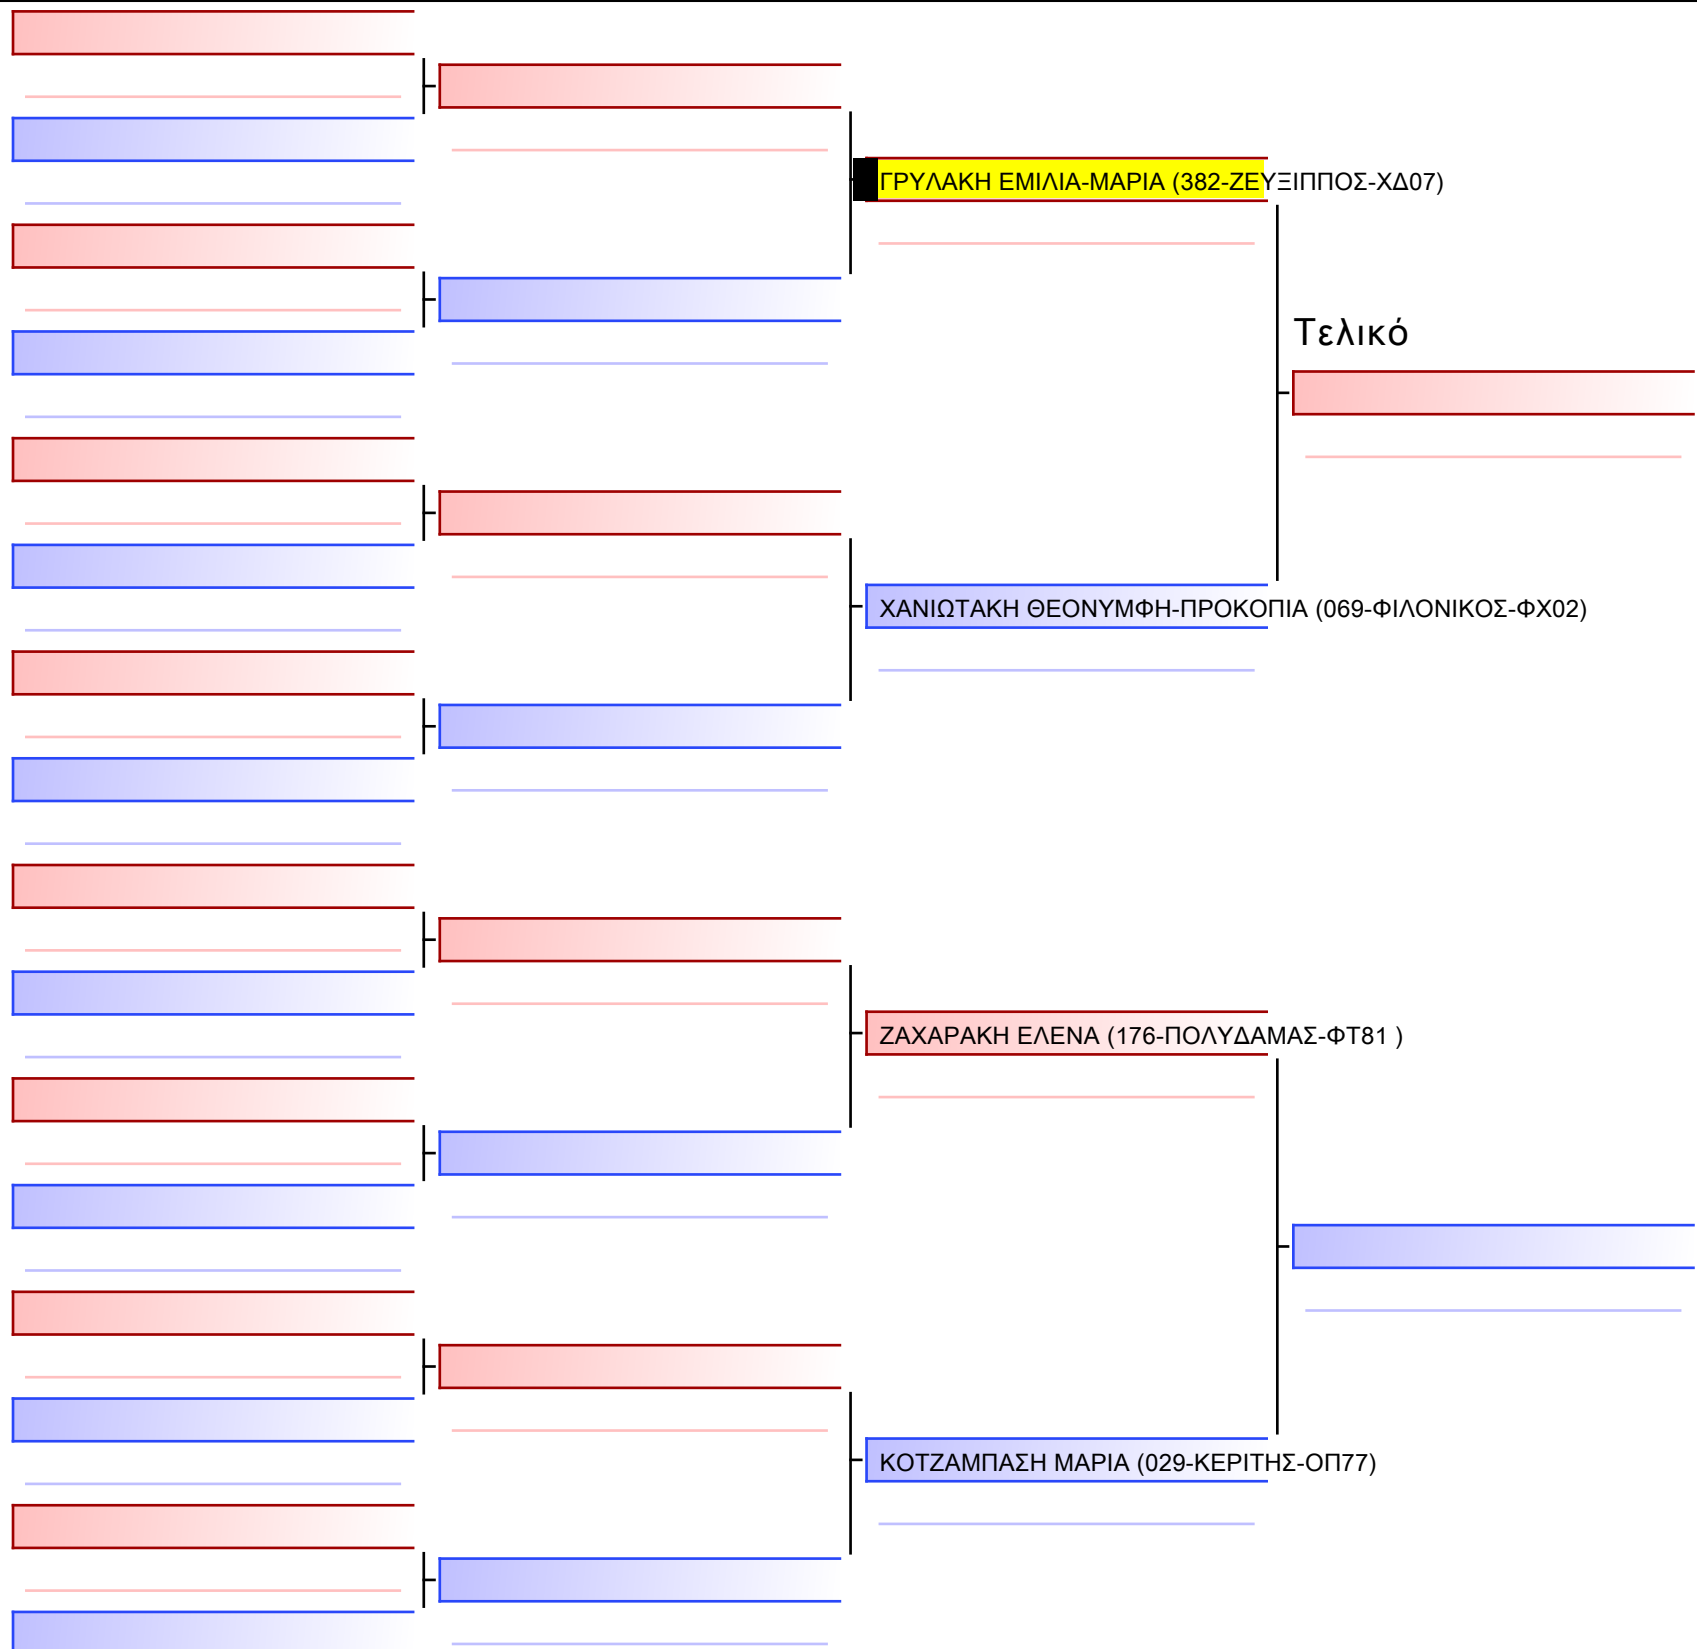 ΓΡΥΛΑΚΗ ΕΜΙΛΙΑ-ΜΑΡΙΑ (382-ΖΕΥΞΙΠΠΟΣ-ΧΔ07)
Τελικό
ΧΑΝΙΩΤΑΚΗ ΘΕΟΝΥΜΦΗ-ΠΡΟΚΟΠΙΑ (069-ΦΙΛΟΝΙΚΟΣ-ΦΧ02)
ΖΑΧΑΡΑΚΗ ΕΛΕΝΑ (176-ΠΟΛΥΔΑΜΑΣ-ΦΤ81 )
ΚΟΤΖΑΜΠΑΣΗ ΜΑΡΙΑ (029-ΚΕΡΙΤΗΣ-ΟΠ77)